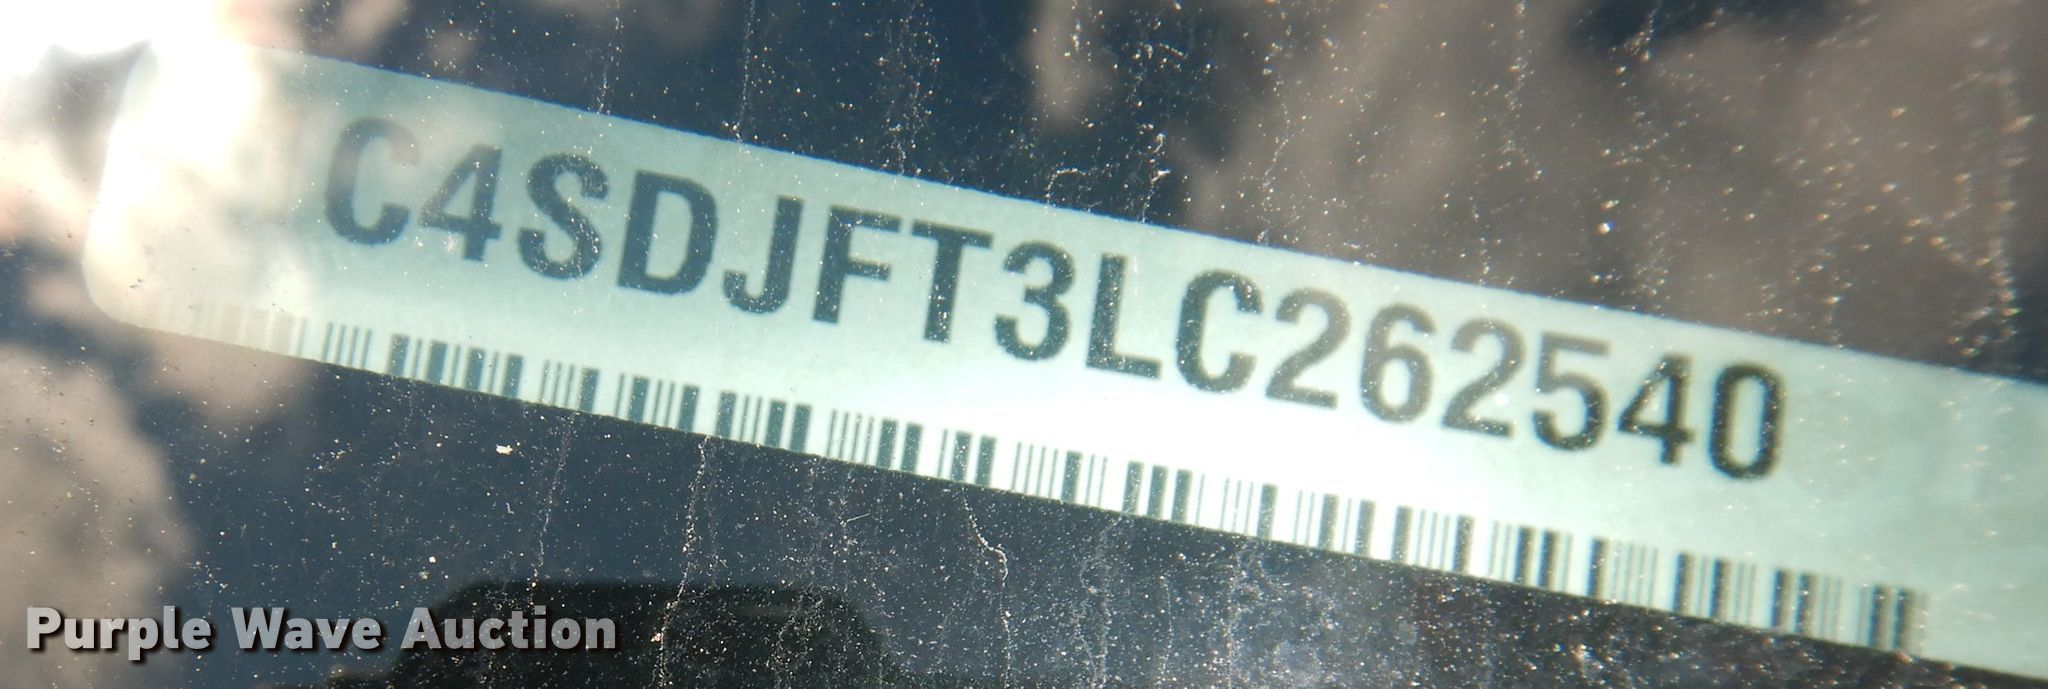 C4SDJFT3LC262540
Purple Wave Auction